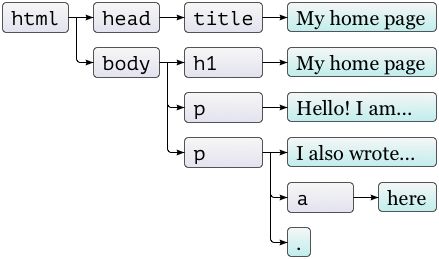 html head title My home page
body h1 My home page
p Hello! I am...
p I also wrote...
a here
.